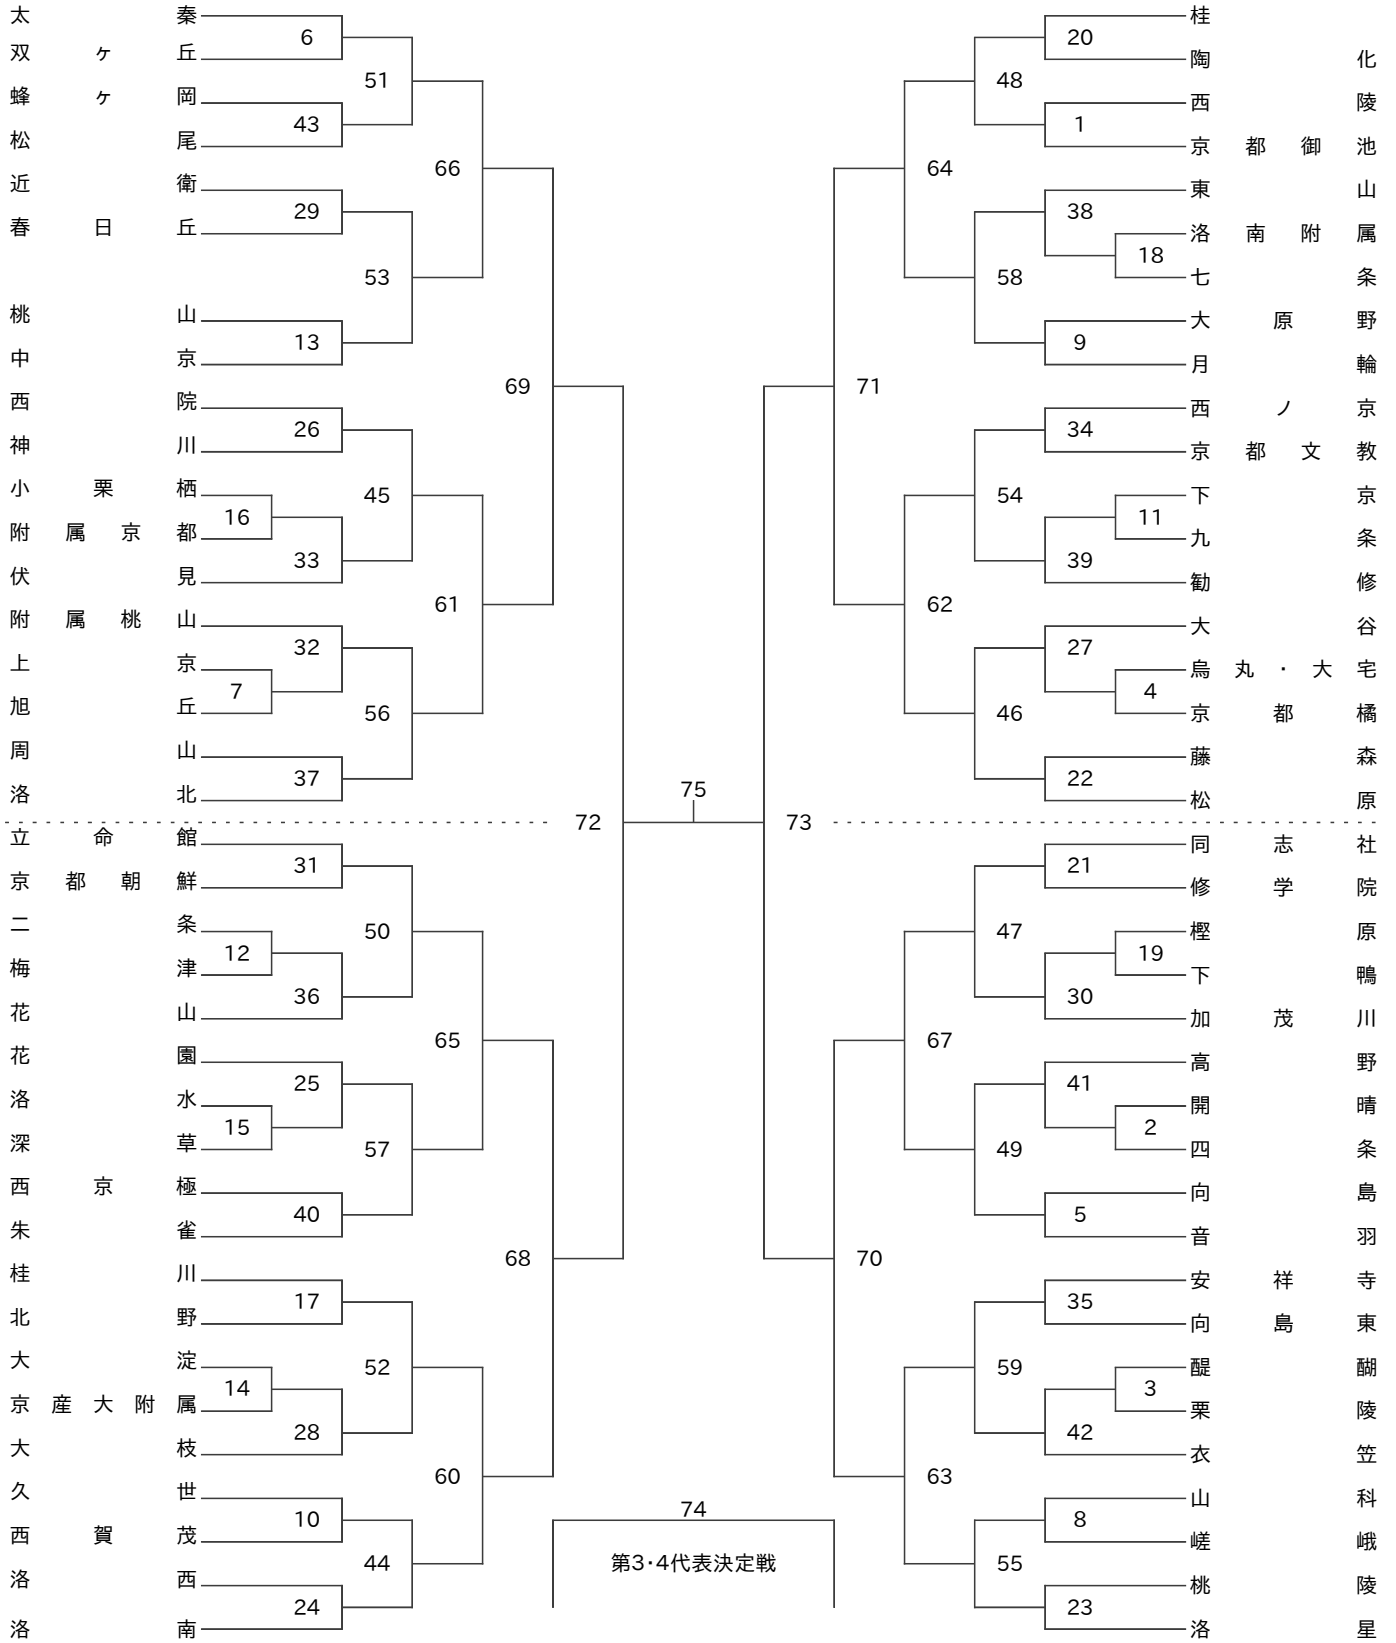 太秦
6
双ヶ丘
51
蜂ヶ岡
43
松尾
66
近衛
29
春日丘
53
桃山
13
中京
69
西院
26
神川
45
小栗栖
16
附属京都
33
伏見
61
附属桃山
32
上京
7
旭丘
56
周山
37
洛北
72
立命館
31
京都朝鮮
50
二条
12
梅津
36
花山
65
花園
25
洛水
15
深草
57
西京極
40
朱雀
68
桂川
17
北野
52
大淀
14
京産大附属
28
大枝
60
久世
10
西賀茂
44
洛西
24
洛南
75
74
第3・4代表決定戦
桂
20
陶化
48
西陵
1
京都御池
64
東山
38
洛南附属
18
七条
58
大原野
9
月輪
71
西ノ京
34
京都文教
54
下京
11
九条
39
勧修
62
大谷
27
烏丸・大宅
4
京都橘
46
藤森
22
松原
73
同志社
21
修学院
47
樫原
19
下鴨
30
加茂川
67
高野
41
開晴
2
四条
49
向島
5
音羽
70
安祥寺
35
向島東
59
醍醐
3
栗陵
42
衣笠
63
山科
8
嵯峨
55
桃陵
23
洛星